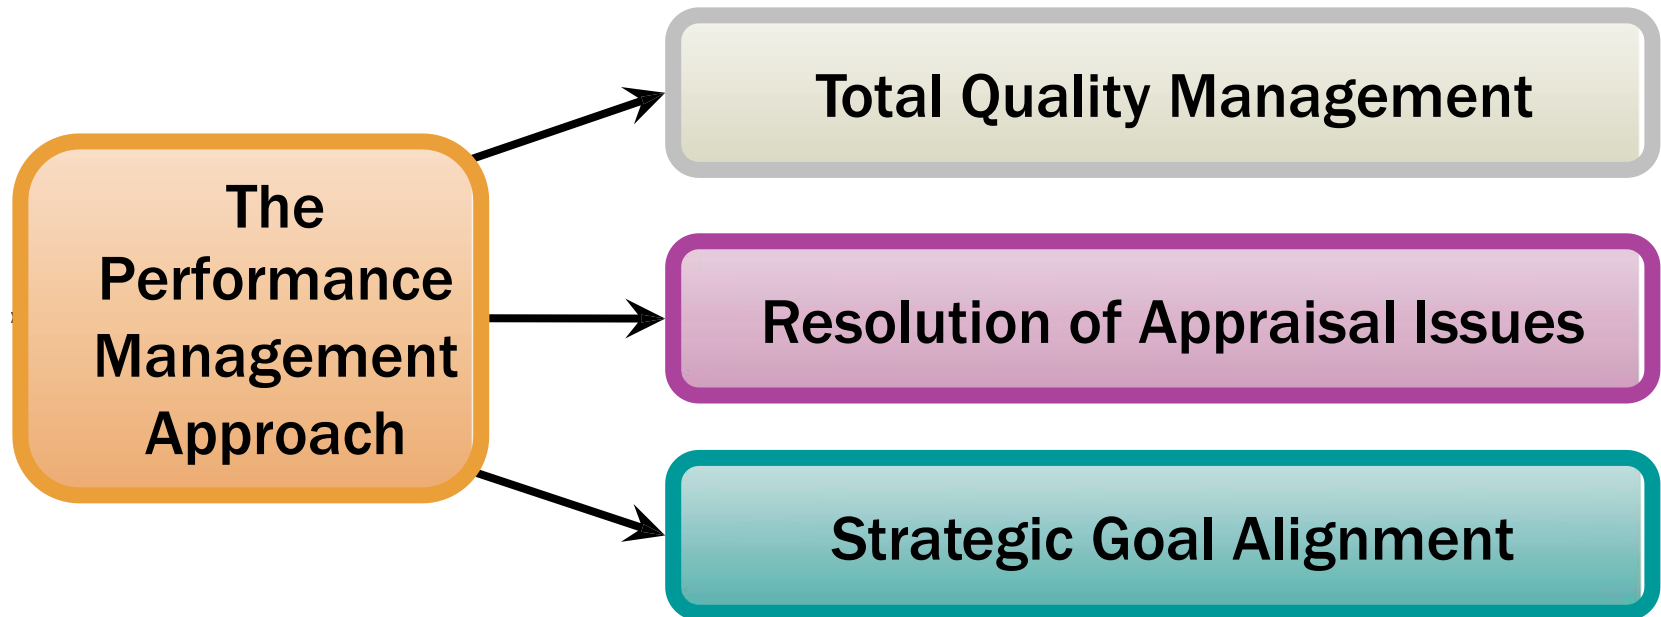 The
Performance
Management
Approach
Total Quality Management
Resolution of Appraisal Issues
Strategic Goal Alignment